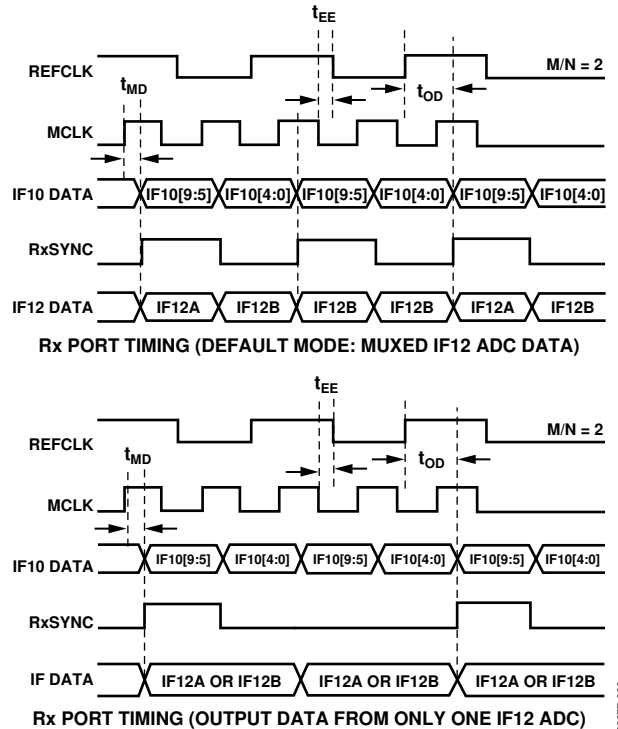 tEE
REFCLK
M/N = 2
tMD
tOD
MCLK
IF10 DATA IF10[9:5] IF10[4:0] IF10[9:5] IF10[4:0] IF10[9:5] IF10[4:0]
RxSYNC
IF12 DATA IF12A IF12B IF12B IF12B IF12A IF12B
Rx PORT TIMING (DEFAULT MODE: MUXED IF12 ADC DATA)
tEE
REFCLK
M/N = 2
tMD
tOD
MCLK
IF10 DATA IF10[9:5] IF10[4:0] IF10[9:5] IF10[4:0] IF10[9:5] IF10[4:0]
RxSYNC
IF DATA IF12A OR IF12B IF12A OR IF12B IF12A OR IF12B
Rx PORT TIMING (OUTPUT DATA FROM ONLY ONE IF12 ADC)